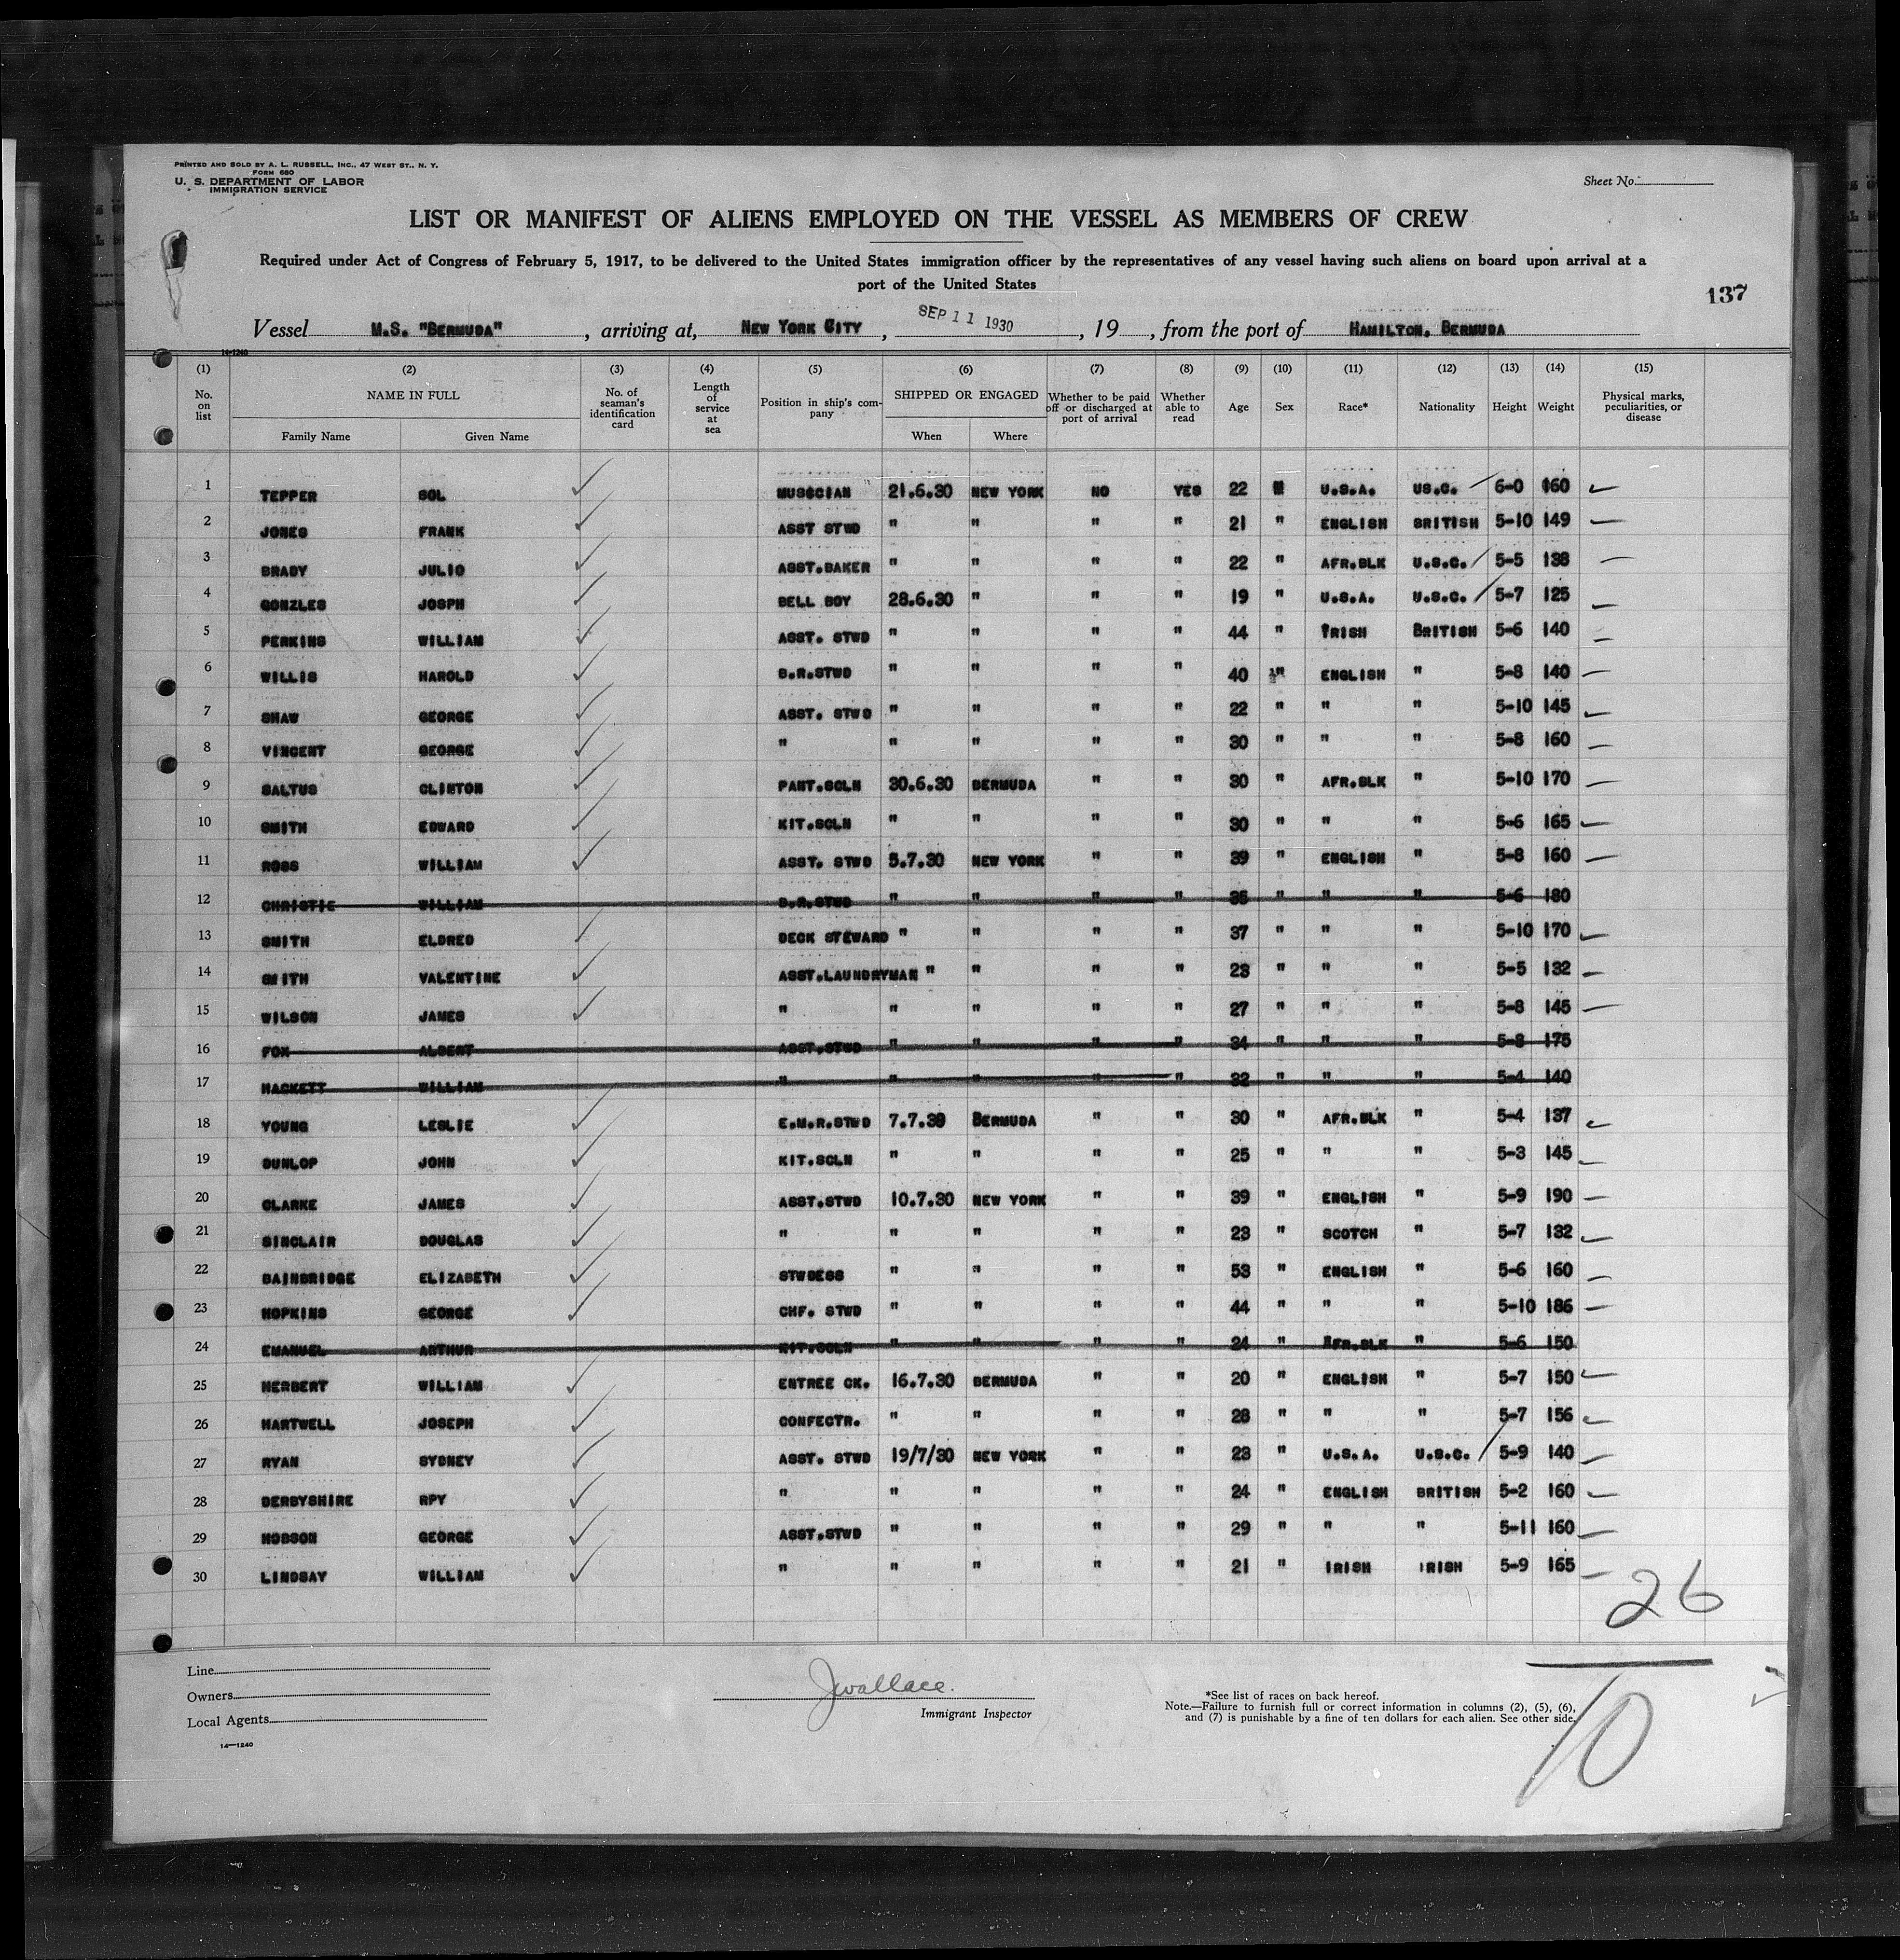 PRINTED AND SOLD BY A. L. RUSSELL, INC., 47 WEST ST., N. Y.
FORM 680
U. S. DEPARTMENT OF LABOR
IMMIGRATION SERVICE
Sheet No.
LIST OR MANIFEST OF ALIENS EMPLOYED ON THE VESSEL AS MEMBERS OF CREW
Required under Act of Congress of February 5, 1917, to be delivered to the United States immigration officer by the representatives of any vessel having such aliens on board upon arrival at a
port of the United States
137
Vessel M.S. "BERMUDA", arriving at, NEW YORK CITY, SEP 11 1930, 19, from the port of HAMILTON, BERMUDA
14-1240
(1) (2) (3) (4) (5) (6) (7) (8) (9) (10) (11) (12) (13) (14) (15)
No. on list NAME IN FULL Family Name Given Name No. of seaman's identification card Length of service at sea Position in ship's company SHIPPED OR ENGAGED When Where Whether to be paid off or discharged at port of arrival Whether able to read Age Sex Race* Nationality Height Weight Physical marks, peculiarities, or disease
1 TEPPER SOL MUSCCIAN 21.6.30 NEW YORK NO YES 22 M U.S.A. US.C. 6-0 160
2 JONES FRANK ASST STWD " " " " 21 " ENGLISH BRITISH 5-10 149
3 BRADY JULIO ASST.BAKER " " " " 22 " AFR.BLK U.S.C. 5-5 138
4 GONZLES JOSPH BELL BOY 28.6.30 " " " 19 " U.S.A. U.S.C. 5-7 125
5 PERKINS WILLIAM ASST. STWD " " " " 44 " IRISH BRITISH 5-6 140
6 WILLIS HAROLD B.R.STWD " " " " 40 " ENGLISH " 5-8 140
7 SHAW GEORGE ASST. STWD " " " " 22 " " " 5-10 145
8 VINCENT GEORGE " " " " " 30 " " " 5-8 160
9 SALTUS CLINTON PANT.SCLN 30.6.30 BERMUDA " " 30 " AFR.BLK " 5-10 170
10 SMITH EDWARD KIT.SCLN " " " " 30 " " " 5-6 165
11 ROSS WILLIAM ASST. STWD 5.7.30 NEW YORK " " 39 " ENGLISH " 5-8 160
12 CHRISTIE WILLIAM B.R.STWD " " " " 35 " " " 5-6 180
13 SMITH ELDRED DECK STEWARD " " " " 37 " " " 5-10 170
14 SMITH VALENTINE ASST.LAUNDRYMAN " " " " 23 " " " 5-5 132
15 WILSON JAMES " " " " " 27 " " " 5-8 145
16 FOX ALBERT ASST.STWD " " " " 34 " " " 5-8 175
17 HACKETT WILLIAM " " " " " 32 " " " 5-4 140
18 YOUNG LESLIE E.M.R.STWD 7.7.30 BERMUDA " " 30 " AFR.BLK " 5-4 137
19 DUNLOP JOHN KIT.SCLN " " " " 25 " " " 5-3 145
20 CLARKE JAMES ASST.STWD 10.7.30 NEW YORK " " 39 " ENGLISH " 5-9 190
21 SINCLAIR DOUGLAS " " " " " 23 " SCOTCH " 5-7 132
22 BAINBRIDGE ELIZABETH STWDESS " " " " 53 " ENGLISH " 5-6 160
23 HOPKINS GEORGE CHF. STWD " " " " 44 " " " 5-10 186
24 EMANUEL ARTHUR KIT.SCLN " " " " 24 " AFR.BLK " 5-6 150
25 HERBERT WILLIAM ENTREE CK. 16.7.30 BERMUDA " " 20 " ENGLISH " 5-7 150
26 HARTWELL JOSEPH CONFECTR. " " " " 28 " " " 5-7 156
27 RYAN SYDNEY ASST. STWD 19/7/30 NEW YORK " " 23 " U.S.A. U.S.C. 5-9 140
28 DERBYSHIRE RPY " " " " " 24 " ENGLISH BRITISH 5-2 160
29 HOBSON GEORGE ASST.STWD " " " " 29 " " " 5-11 160
30 LINDSAY WILLIAM " " " " " 21 " IRISH IRISH 5-9 165
26
Line
Owners
Local Agents
14—1240
Jwallace.
Immigrant Inspector
*See list of races on back hereof.
Note.—Failure to furnish full or correct information in columns (2), (5), (6),
and (7) is punishable by a fine of ten dollars for each alien. See other side.
10